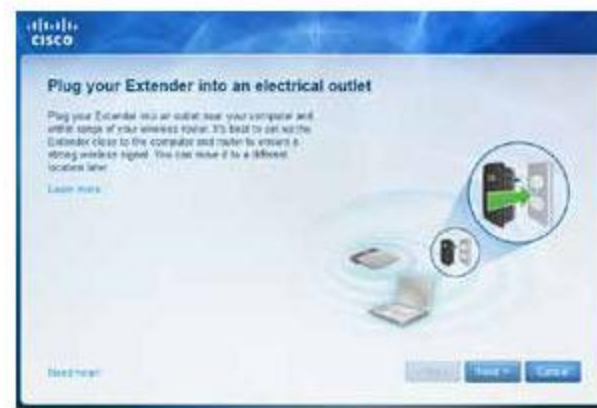 CISCO
Plug your Extender into an electrical outlet
Plug your Extender into an outlet near your computer and
within range of your wireless router. It's best to set up the
Extender close to the computer and router to ensure a
strong wireless signal. You can move it to a different
location later.
Learn more
Need help?
Next >
Cancel